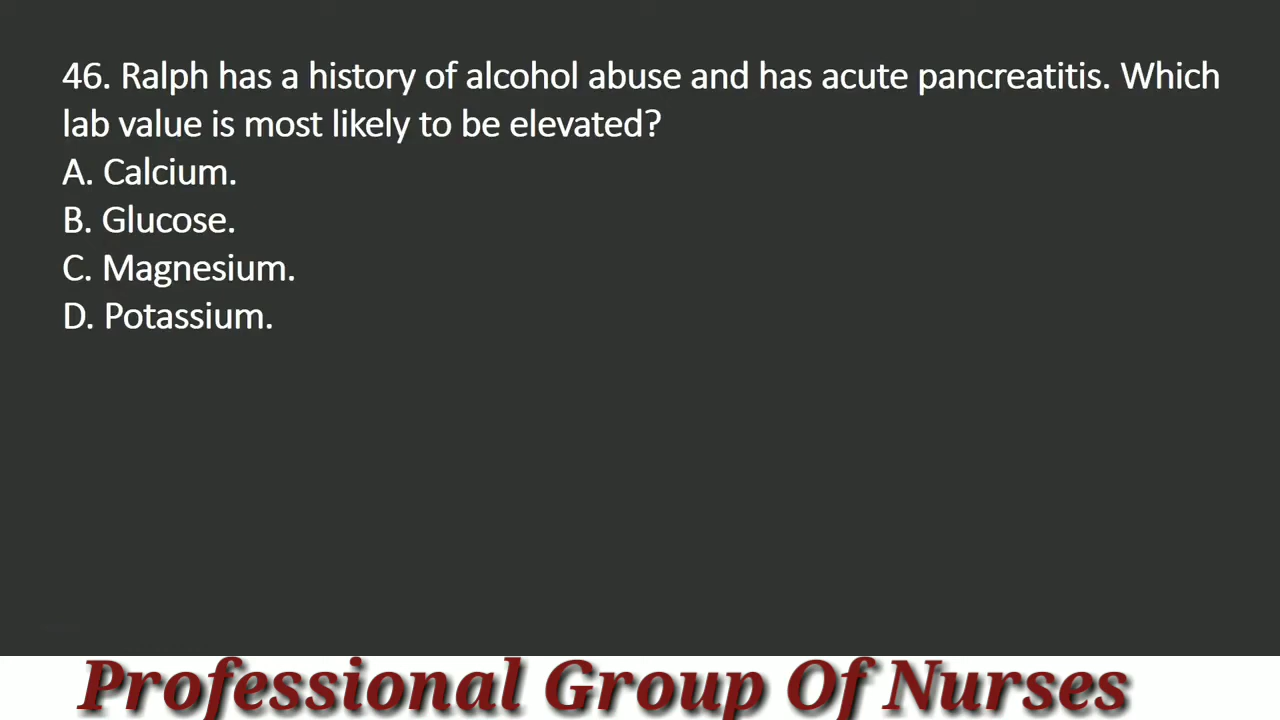 46. Ralph has a history of alcohol abuse and has acute pancreatitis. Which
lab value is most likely to be elevated?
A. Calcium.
B. Glucose.
C. Magnesium.
D. Potassium.
Professional Group Of Nurses